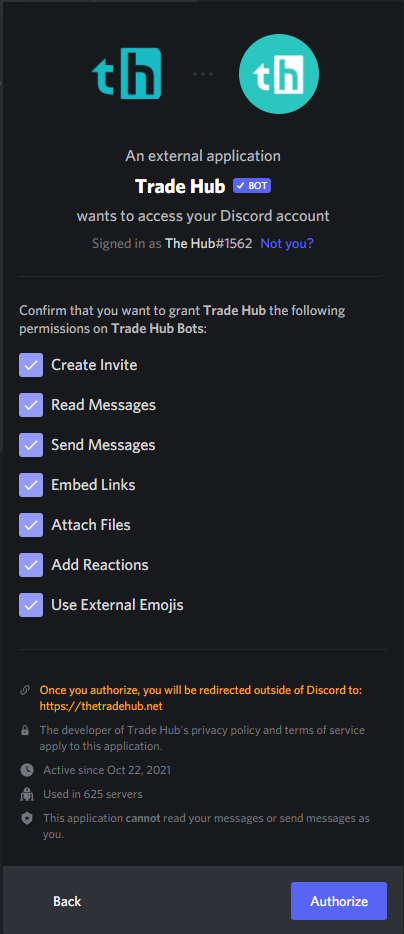 th
th
An external application
Trade Hub ✓ BOT
wants to access your Discord account
Signed in as The Hub#1562 Not you?
Confirm that you want to grant Trade Hub the following
permissions on Trade Hub Bots:
Create Invite
Read Messages
Send Messages
Embed Links
Attach Files
Add Reactions
Use External Emojis
Once you authorize, you will be redirected outside of Discord to:
https://thetradehub.net
The developer of Trade Hub's privacy policy and terms of service
apply to this application.
Active since Oct 22, 2021
Used in 625 servers
This application cannot read your messages or send messages as
you.
Back
Authorize